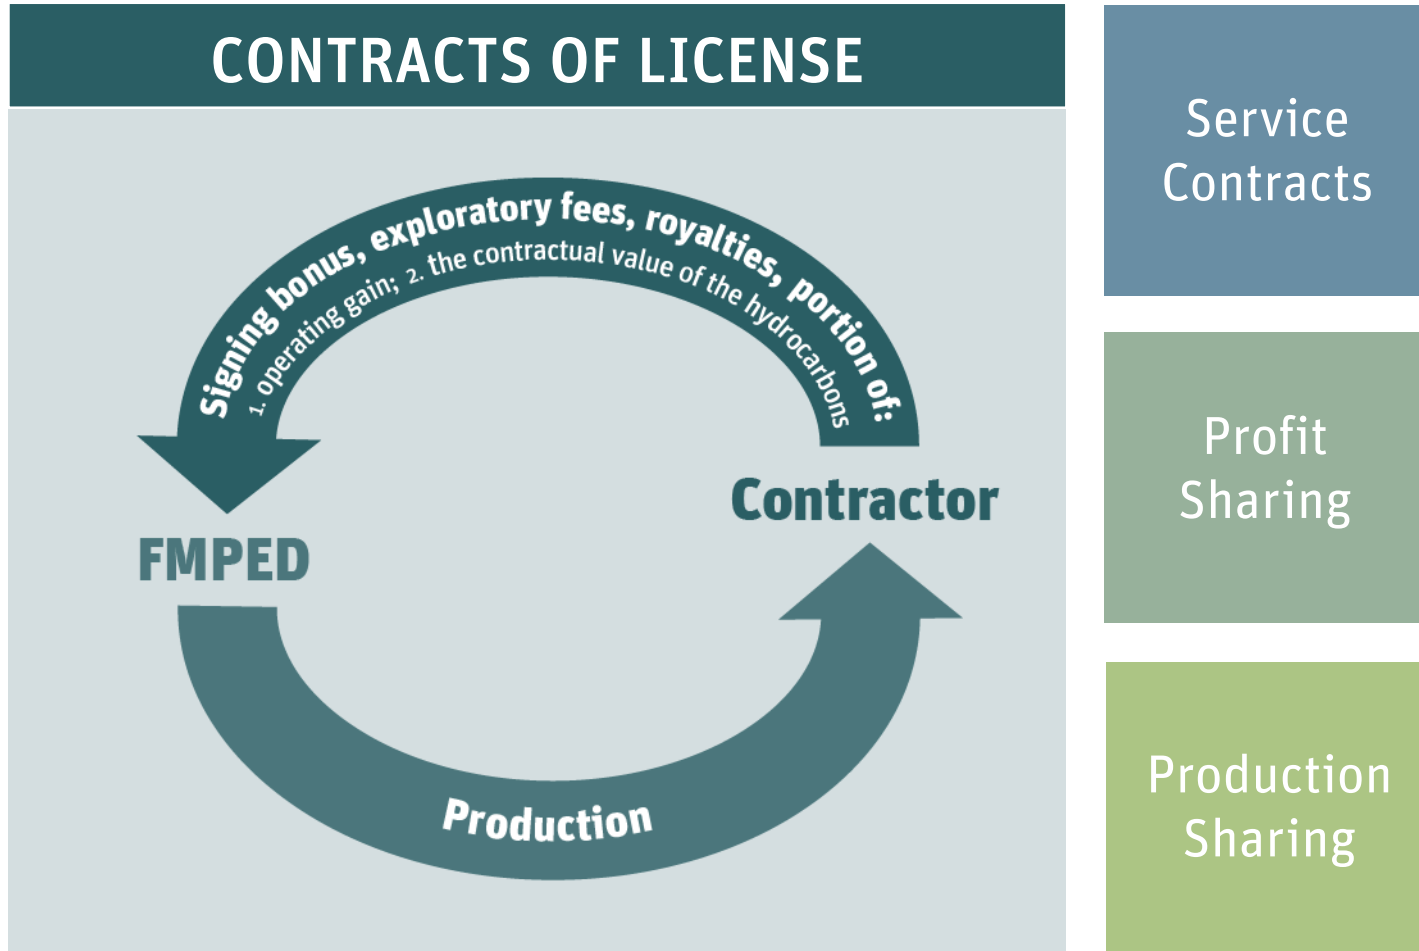 CONTRACTS OF LICENSE
Signing bonus, exploratory fees, royalties, portion of:
1. operating gain; 2. the contractual value of the hydrocarbons
Contractor
FMPED
Production
Service
Contracts
Profit
Sharing
Production
Sharing